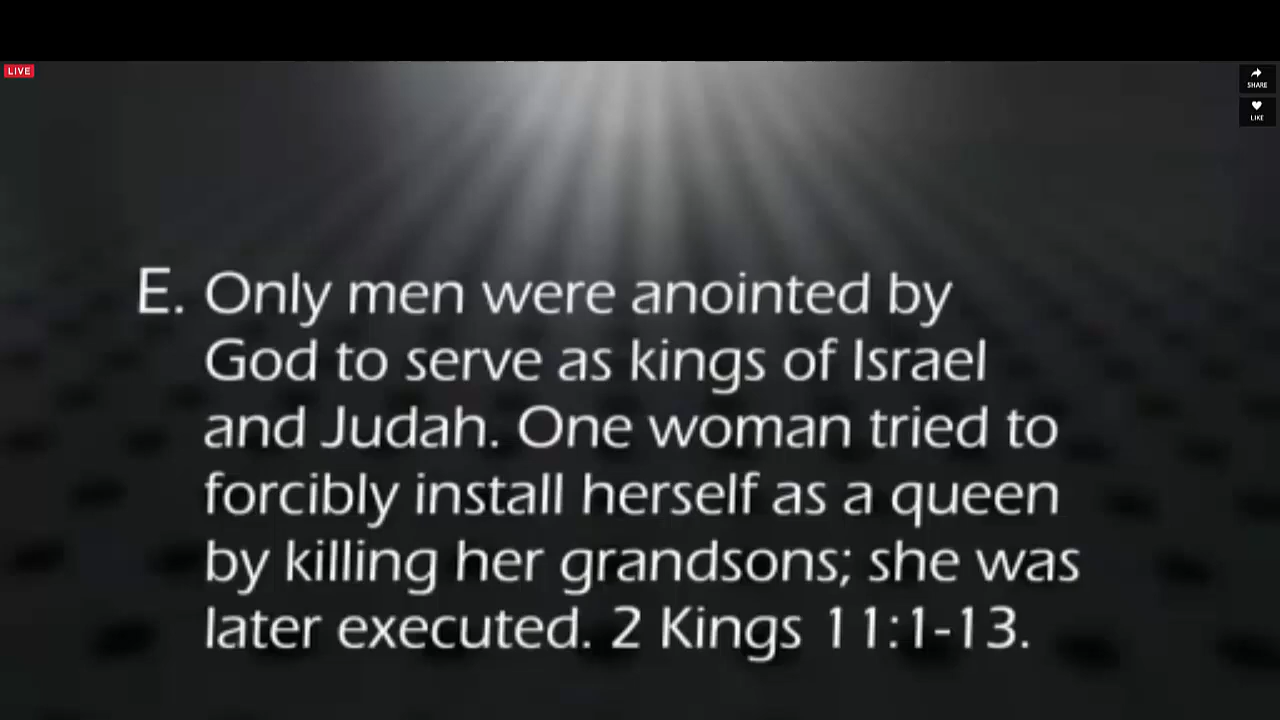 LIVE
SHARE
LIKE
E. Only men were anointed by
God to serve as kings of Israel
and Judah. One woman tried to
forcibly install herself as a queen
by killing her grandsons; she was
later executed. 2 Kings 11:1-13.